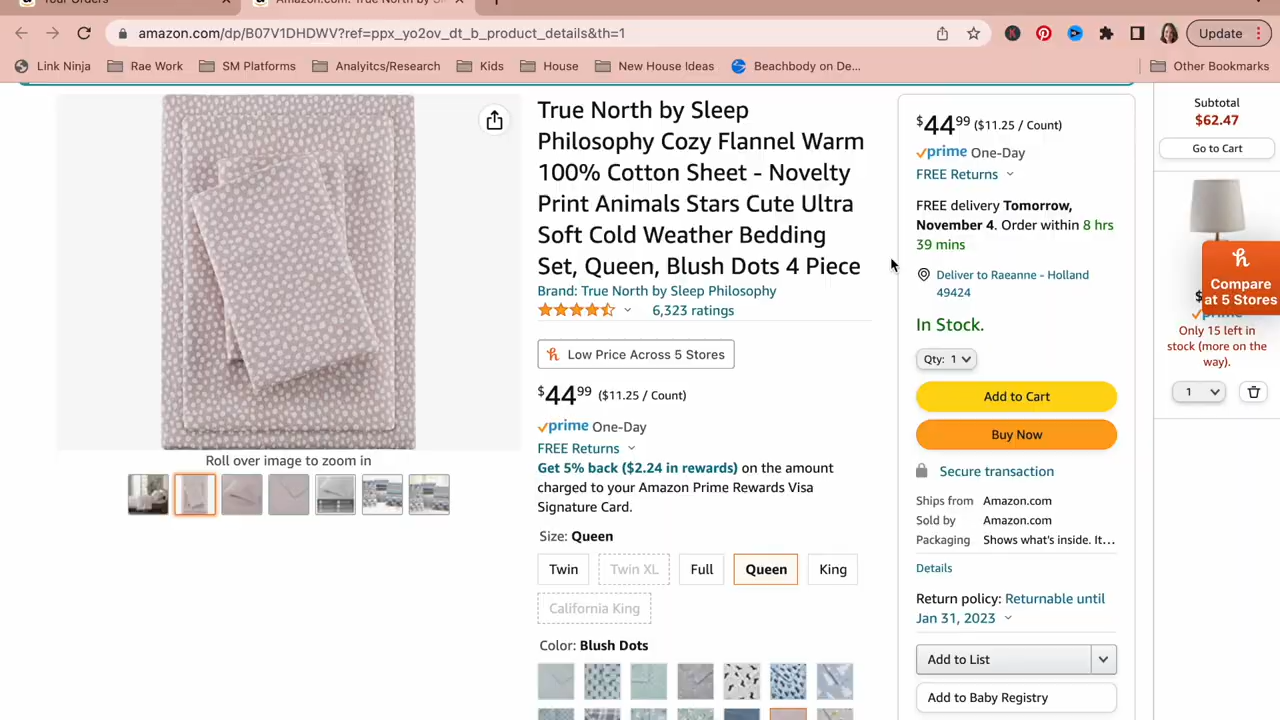 Your Orders
Amazon.com: True North by Sl
amazon.com/dp/B07V1DHDWV?ref=ppx_yo2ov_dt_b_product_details&th=1
Update
Link Ninja
Rae Work
SM Platforms
Analyitcs/Research
Kids
House
New House Ideas
Beachbody on De...
Other Bookmarks
True North by Sleep
Philosophy Cozy Flannel Warm
100% Cotton Sheet - Novelty
Print Animals Stars Cute Ultra
Soft Cold Weather Bedding
Set, Queen, Blush Dots 4 Piece
Brand: True North by Sleep Philosophy
6,323 ratings
Low Price Across 5 Stores
$44⁹⁹ ($11.25 / Count)
prime One-Day
FREE Returns
Get 5% back ($2.24 in rewards) on the amount
charged to your Amazon Prime Rewards Visa
Signature Card.
Size: Queen
Twin
Twin XL
Full
Queen
King
California King
Color: Blush Dots
Roll over image to zoom in
$44⁹⁹ ($11.25 / Count)
prime One-Day
FREE Returns
FREE delivery Tomorrow,
November 4. Order within 8 hrs
39 mins
Deliver to Raeanne - Holland
49424
In Stock.
Qty: 1
Add to Cart
Buy Now
Secure transaction
Ships from Amazon.com
Sold by Amazon.com
Packaging Shows what's inside. It...
Details
Return policy: Returnable until
Jan 31, 2023
Add to List
Add to Baby Registry
Subtotal
$62.47
Go to Cart
Compare
at 5 Stores
$
prime
Only 15 left in
stock (more on the
way).
1